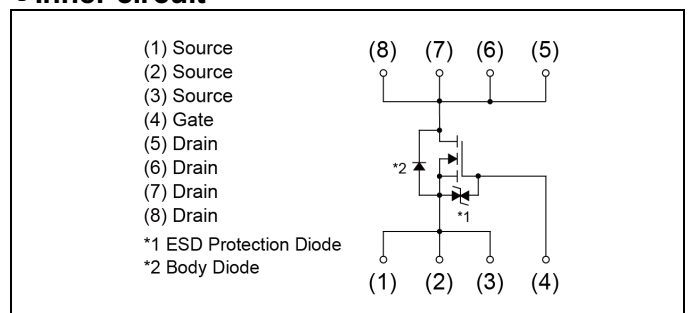 Inner circuit
(1) Source
(2) Source
(3) Source
(4) Gate
(5) Drain
(6) Drain
(7) Drain
(8) Drain
*1 ESD Protection Diode
*2 Body Diode
(8) (7) (6) (5)
*2
*1
(1) (2) (3) (4)